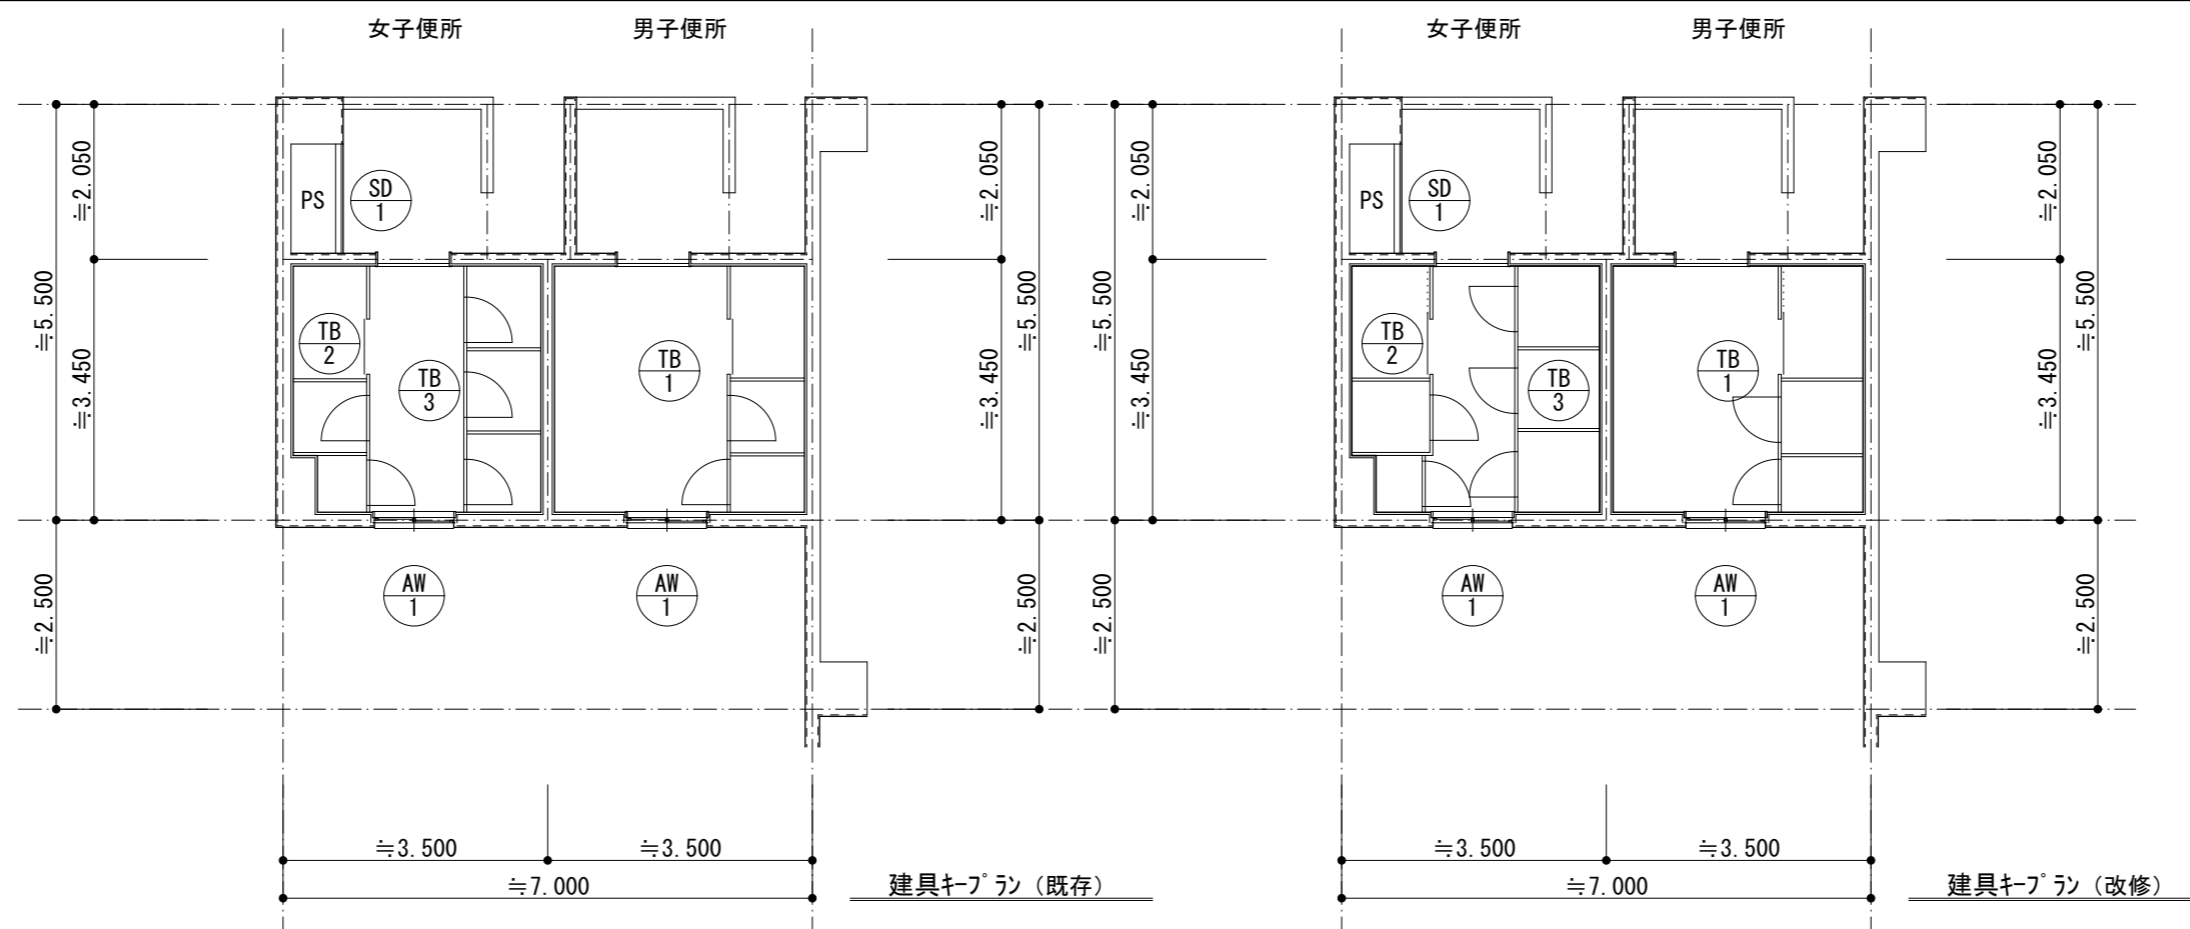 女子便所
男子便所
女子便所
男子便所
≒2.050
≒3.450
≒5.500
≒2.500
PS
SD
1
TB
2
TB
3
TB
1
AW
1
AW
1
≒2.050
≒3.450
≒5.500
≒2.500
≒3.500
≒3.500
≒7.000
建具ｷｰﾌﾟﾗﾝ（既存）
≒2.050
≒3.450
≒5.500
≒2.500
PS
SD
1
TB
2
TB
3
TB
1
AW
1
AW
1
≒2.050
≒3.450
≒5.500
≒2.500
≒3.500
≒3.500
≒7.000
建具ｷｰﾌﾟﾗﾝ（改修）